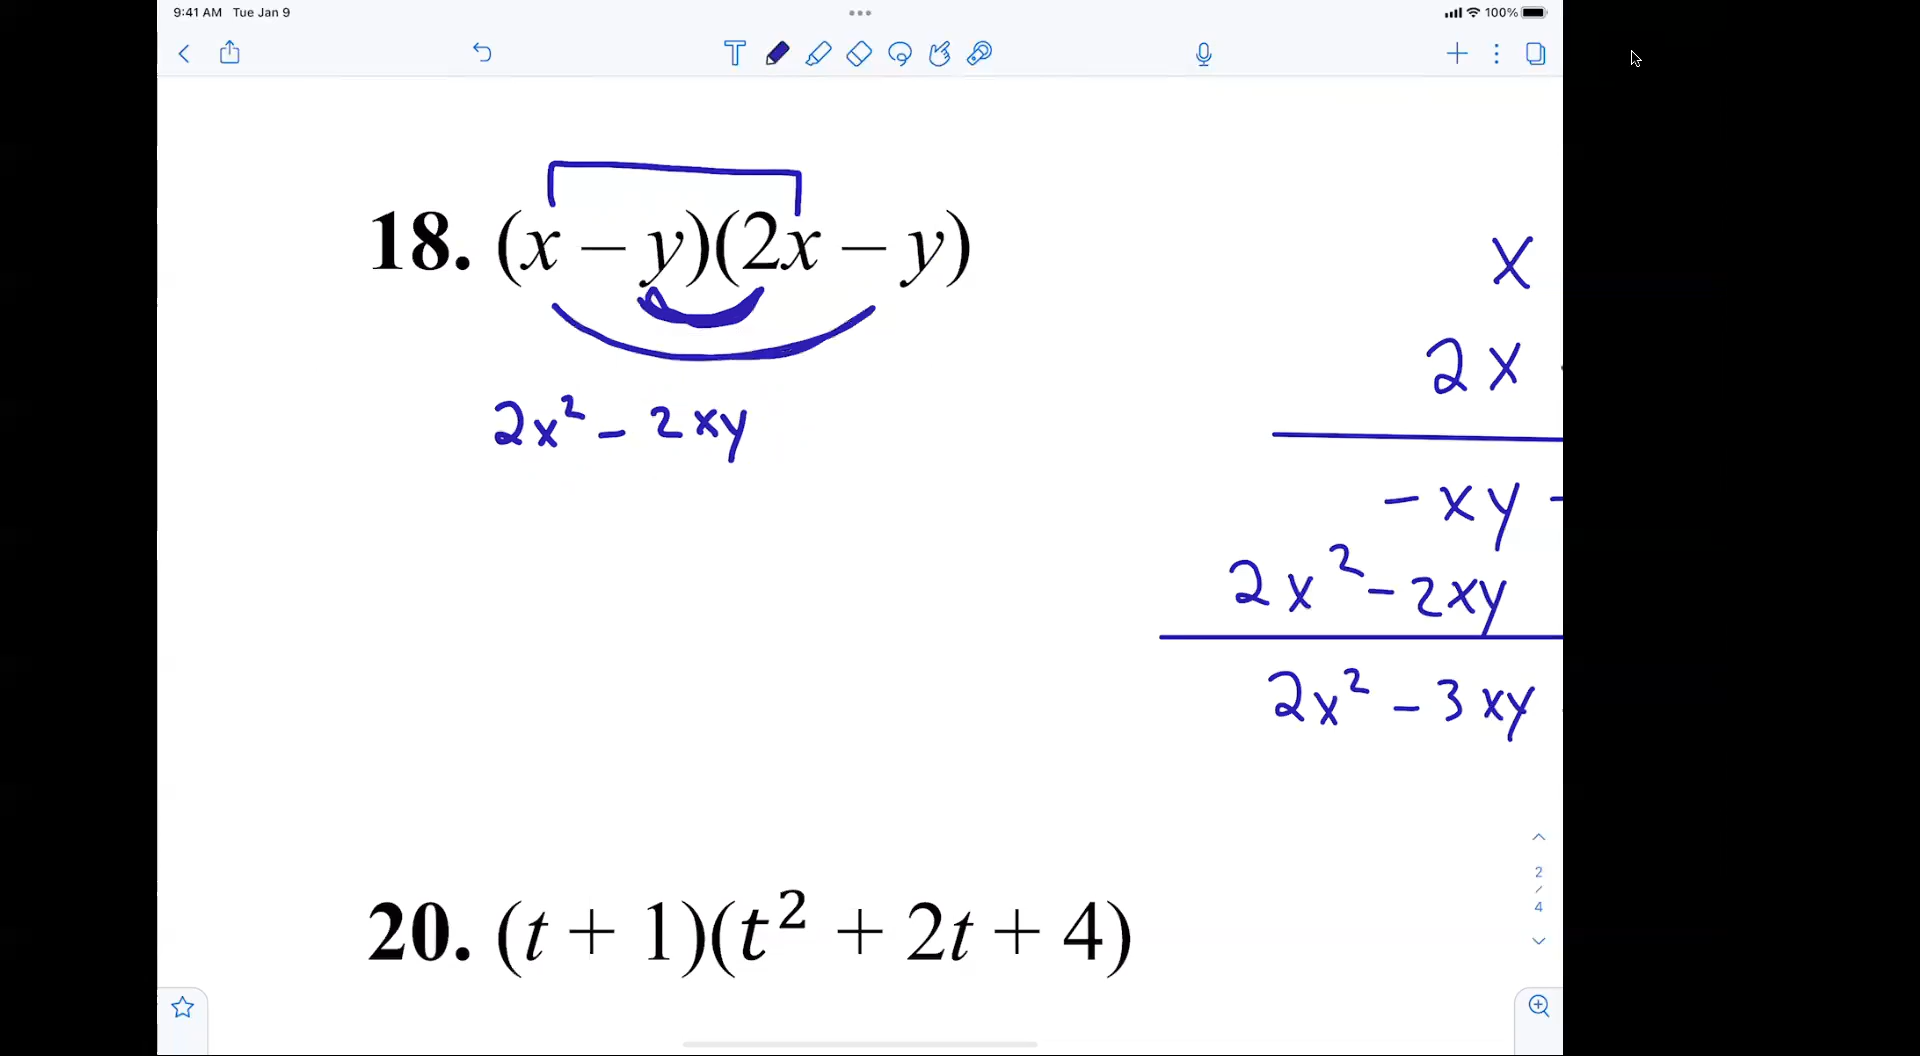 9:41 AM Tue Jan 9
100%
18. (x − y)(2x − y)
2x² − 2xy
x
2x
− xy −
2x² − 2xy
2x² − 3xy
20. (t + 1)(t² + 2t + 4)
2
/
4